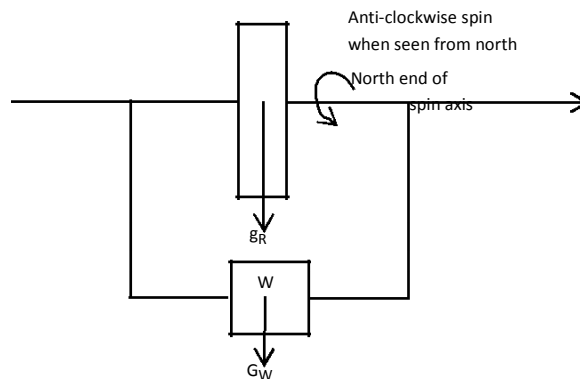 Anti-clockwise spin
when seen from north
North end of
spin axis
gR
W
GW